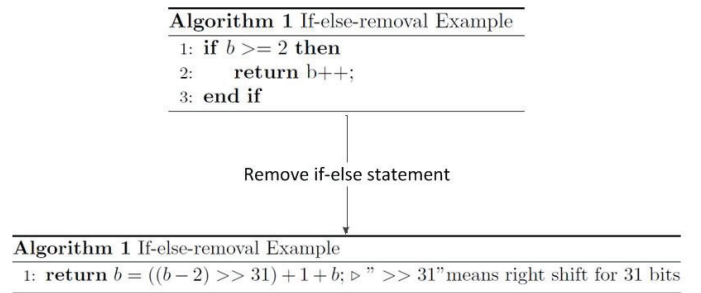 Algorithm 1 If-else-removal Example
1: if b >= 2 then
2: return b++;
3: end if
Remove if-else statement
Algorithm 1 If-else-removal Example
1: return b = ((b − 2) >> 31) + 1 + b; ▷ ” >> 31”means right shift for 31 bits